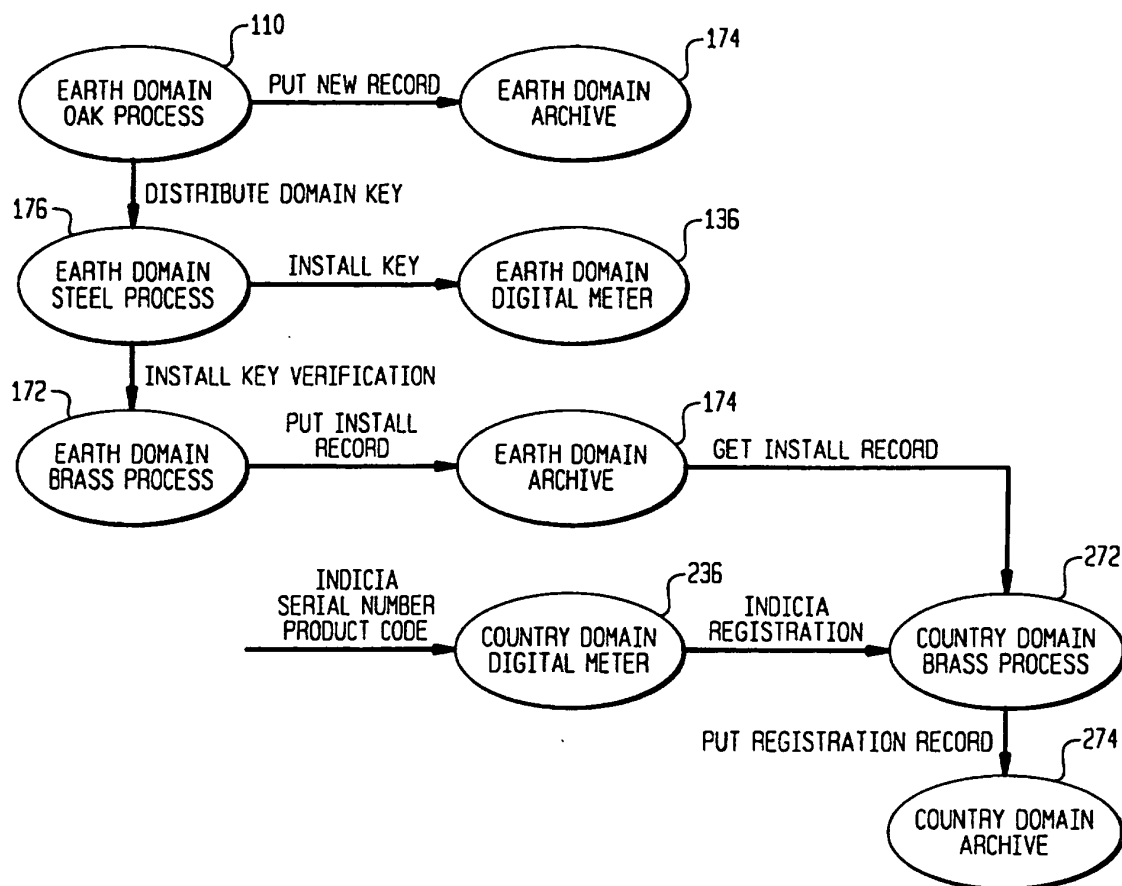 110
174
EARTH DOMAIN
OAK PROCESS
PUT NEW RECORD
EARTH DOMAIN
ARCHIVE
DISTRIBUTE DOMAIN KEY
176
136
EARTH DOMAIN
STEEL PROCESS
INSTALL KEY
EARTH DOMAIN
DIGITAL METER
INSTALL KEY VERIFICATION
172
174
EARTH DOMAIN
BRASS PROCESS
PUT INSTALL
RECORD
EARTH DOMAIN
ARCHIVE
GET INSTALL RECORD
INDICIA
SERIAL NUMBER
PRODUCT CODE
236
COUNTRY DOMAIN
DIGITAL METER
INDICIA
REGISTRATION
272
COUNTRY DOMAIN
BRASS PROCESS
PUT REGISTRATION RECORD
274
COUNTRY DOMAIN
ARCHIVE